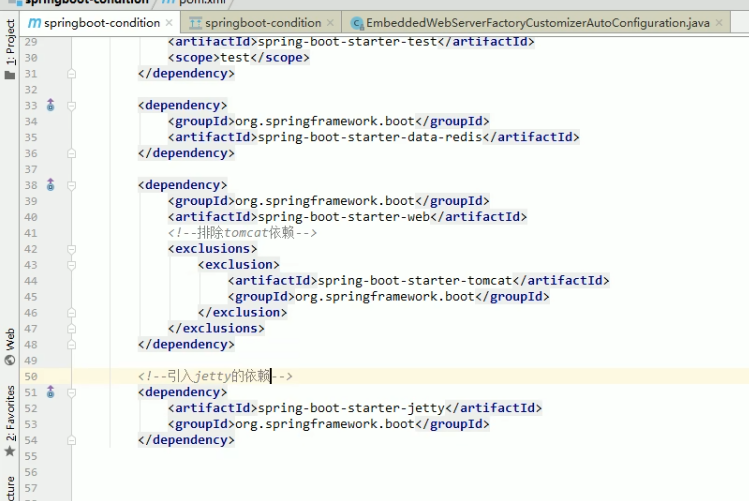 springboot-condition pom.xml
springboot-condition springboot-condition EmbeddedWebServerFactoryCustomizerAutoConfiguration.java
1: Project
Web
2: Favorites
29 <artifactId>spring-boot-starter-test</artifactId>
30 <scope>test</scope>
31 </dependency>
32
33 <dependency>
34 <groupId>org.springframework.boot</groupId>
35 <artifactId>spring-boot-starter-data-redis</artifactId>
36 </dependency>
37
38 <dependency>
39 <groupId>org.springframework.boot</groupId>
40 <artifactId>spring-boot-starter-web</artifactId>
41 <!--排除tomcat依赖-->
42 <exclusions>
43 <exclusion>
44 <artifactId>spring-boot-starter-tomcat</artifactId>
45 <groupId>org.springframework.boot</groupId>
46 </exclusion>
47 </exclusions>
48 </dependency>
49
50 <!--引入jetty的依赖-->
51 <dependency>
52 <artifactId>spring-boot-starter-jetty</artifactId>
53 <groupId>org.springframework.boot</groupId>
54 </dependency>
55
56
57